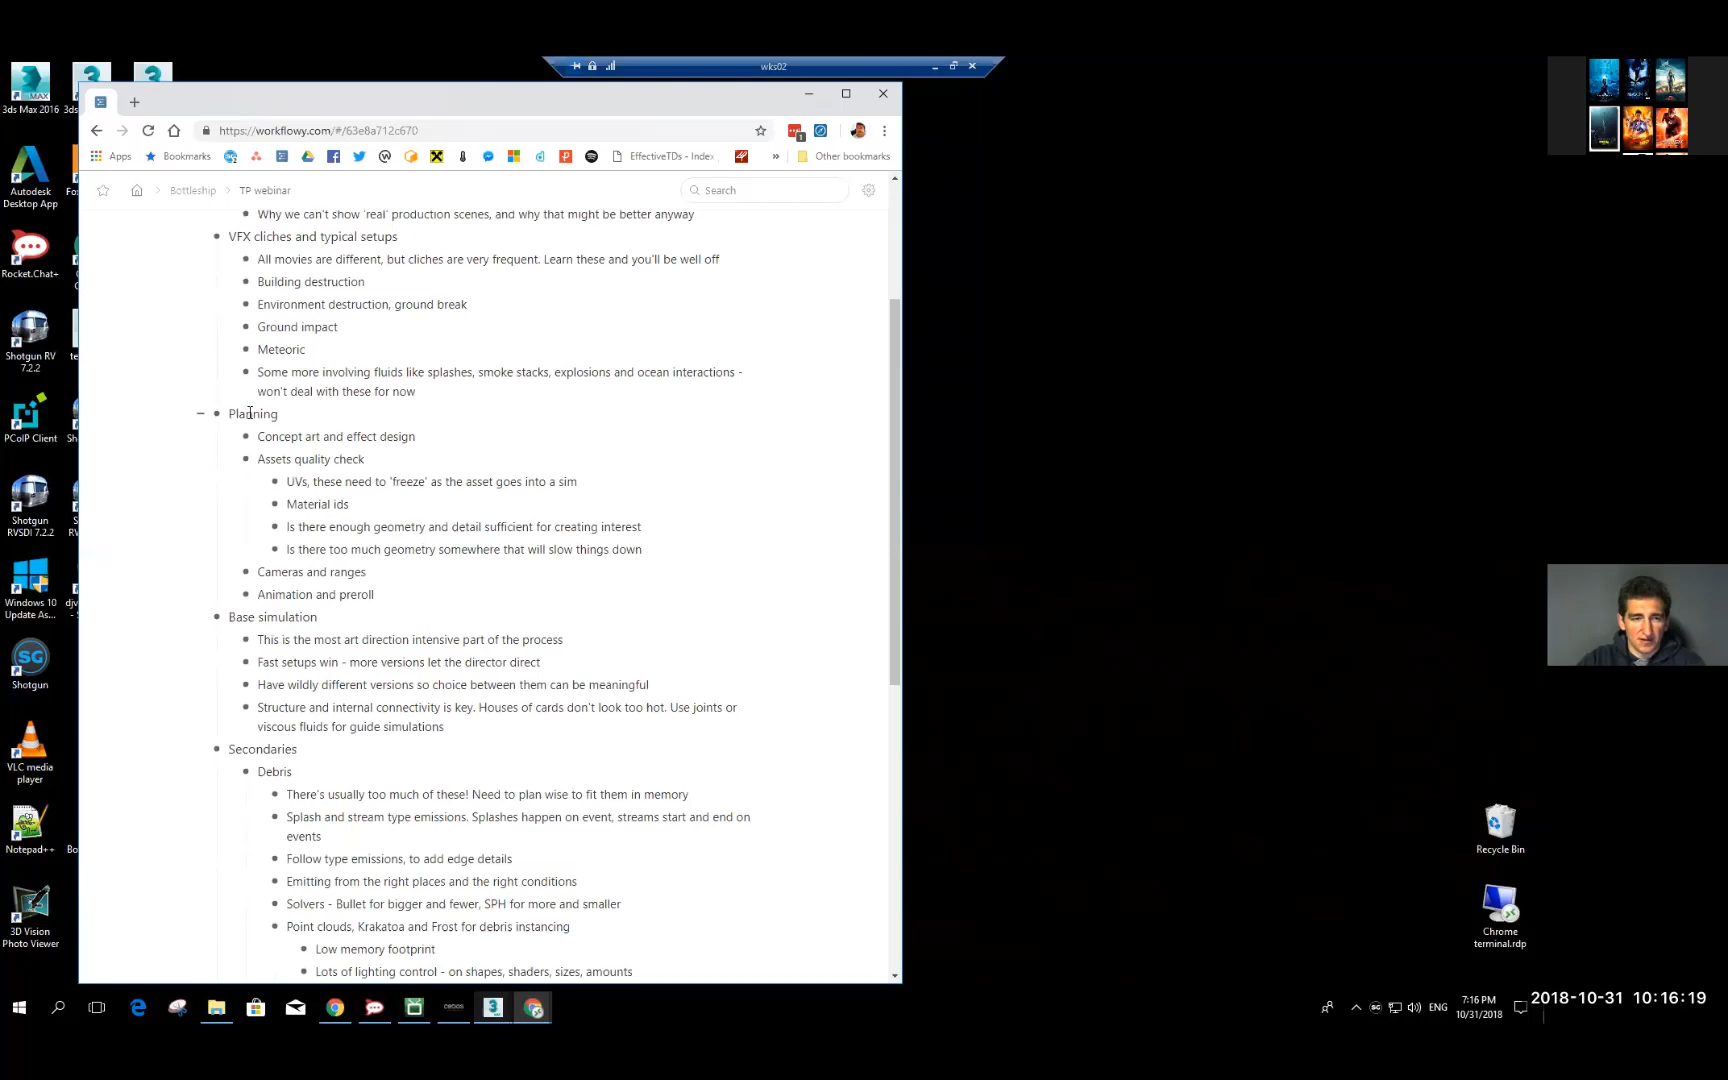 wks02
https://workflowy.com/#/63e8a712c670
Apps
Bookmarks
EffectiveTDs - Index
»
Other bookmarks
Bottleship
TP webinar
Search
Why we can't show 'real' production scenes, and why that might be better anyway
VFX cliches and typical setups
All movies are different, but cliches are very frequent. Learn these and you'll be well off
Building destruction
Environment destruction, ground break
Ground impact
Meteoric
Some more involving fluids like splashes, smoke stacks, explosions and ocean interactions -
won't deal with these for now
Planning
Concept art and effect design
Assets quality check
UVs, these need to 'freeze' as the asset goes into a sim
Material ids
Is there enough geometry and detail sufficient for creating interest
Is there too much geometry somewhere that will slow things down
Cameras and ranges
Animation and preroll
Base simulation
This is the most art direction intensive part of the process
Fast setups win - more versions let the director direct
Have wildly different versions so choice between them can be meaningful
Structure and internal connectivity is key. Houses of cards don't look too hot. Use joints or
viscous fluids for guide simulations
Secondaries
Debris
There's usually too much of these! Need to plan wise to fit them in memory
Splash and stream type emissions. Splashes happen on event, streams start and end on
events
Follow type emissions, to add edge details
Emitting from the right places and the right conditions
Solvers - Bullet for bigger and fewer, SPH for more and smaller
Point clouds, Krakatoa and Frost for debris instancing
Low memory footprint
Lots of lighting control - on shapes, shaders, sizes, amounts
3ds Max 2016
3ds
Autodesk
Desktop App
Fo
Rocket.Chat+
Shotgun RV
7.2.2
te
PCoIP Client
Sh
Shotgun
RVSDI 7.2.2
RV
Windows 10
Update As...
djv
Shotgun
VLC media
player
Notepad++
Bo
3D Vision
Photo Viewer
Recycle Bin
Chrome
terminal.rdp
ENG
7:16 PM
10/31/2018
2018-10-31 10:16:19